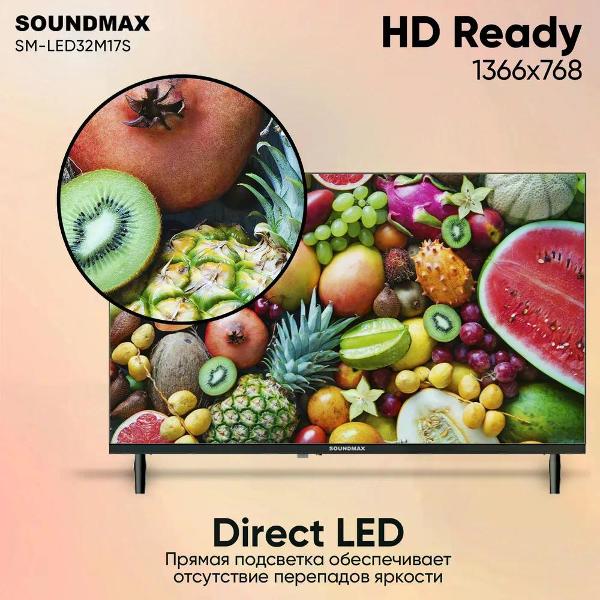 SOUNDMAX
SM-LED32M17S
HD Ready
1366x768
SOUNDMAX
Direct LED
Прямая подсветка обеспечивает
отсутствие перепадов яркости